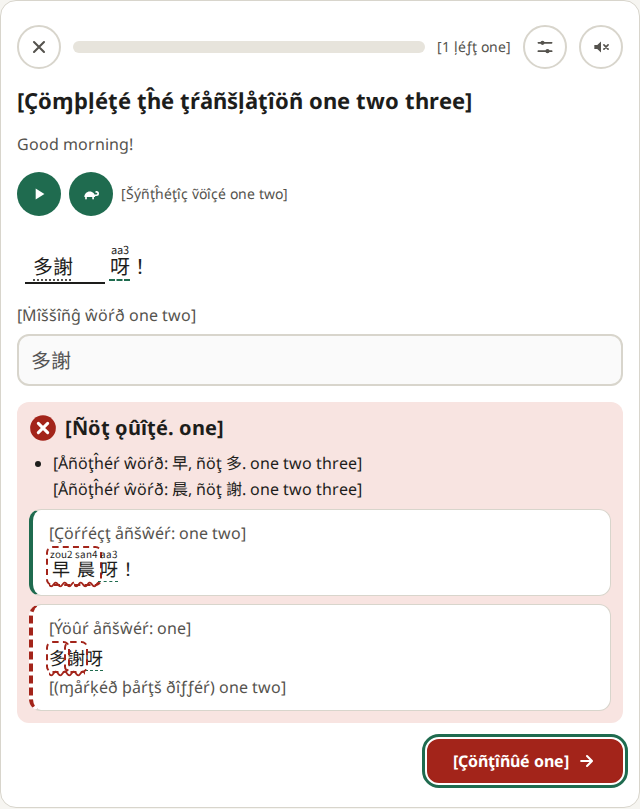 [1 ļéƒţ one]
[Çöɱþļéţé ţĥé ţŕåñšļåţîöñ one two three]
Good morning!
[Šýñţĥéţîç ṽöîçé one two]
aa3
多謝 呀！
[Ṁîššîñĝ ŵöŕð one two]
多謝
[Ñöţ ǫûîţé. one]
[Åñöţĥéŕ ŵöŕð: 早, ñöţ 多. one two three]
[Åñöţĥéŕ ŵöŕð: 晨, ñöţ 謝. one two three]
[Çöŕŕéçţ åñšŵéŕ: one two]
zou2 san4 aa3
早晨呀！
[Ýöûŕ åñšŵéŕ: one]
多謝呀
[(ɱåŕķéð þåŕţš ðîƒƒéŕ) one two]
[Çöñţîñûé one]